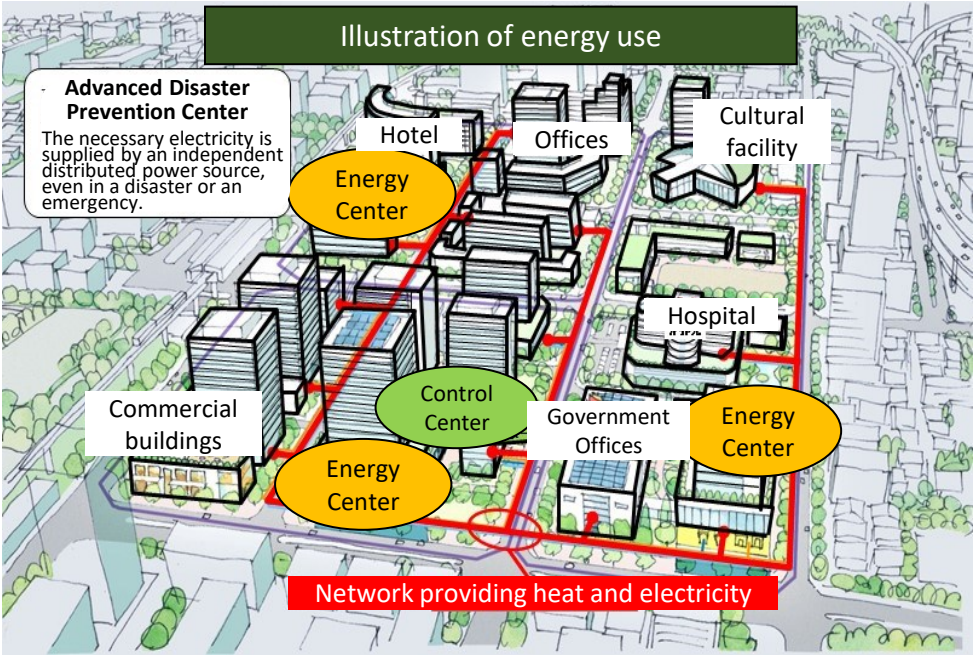 Illustration of energy use
- Advanced Disaster
Prevention Center
The necessary electricity is
supplied by an independent
distributed power source,
even in a disaster or an
emergency.
Hotel
Offices
Cultural
facility
Energy
Center
Hospital
Control
Center
Commercial
buildings
Government
Offices
Energy
Center
Energy
Center
Network providing heat and electricity